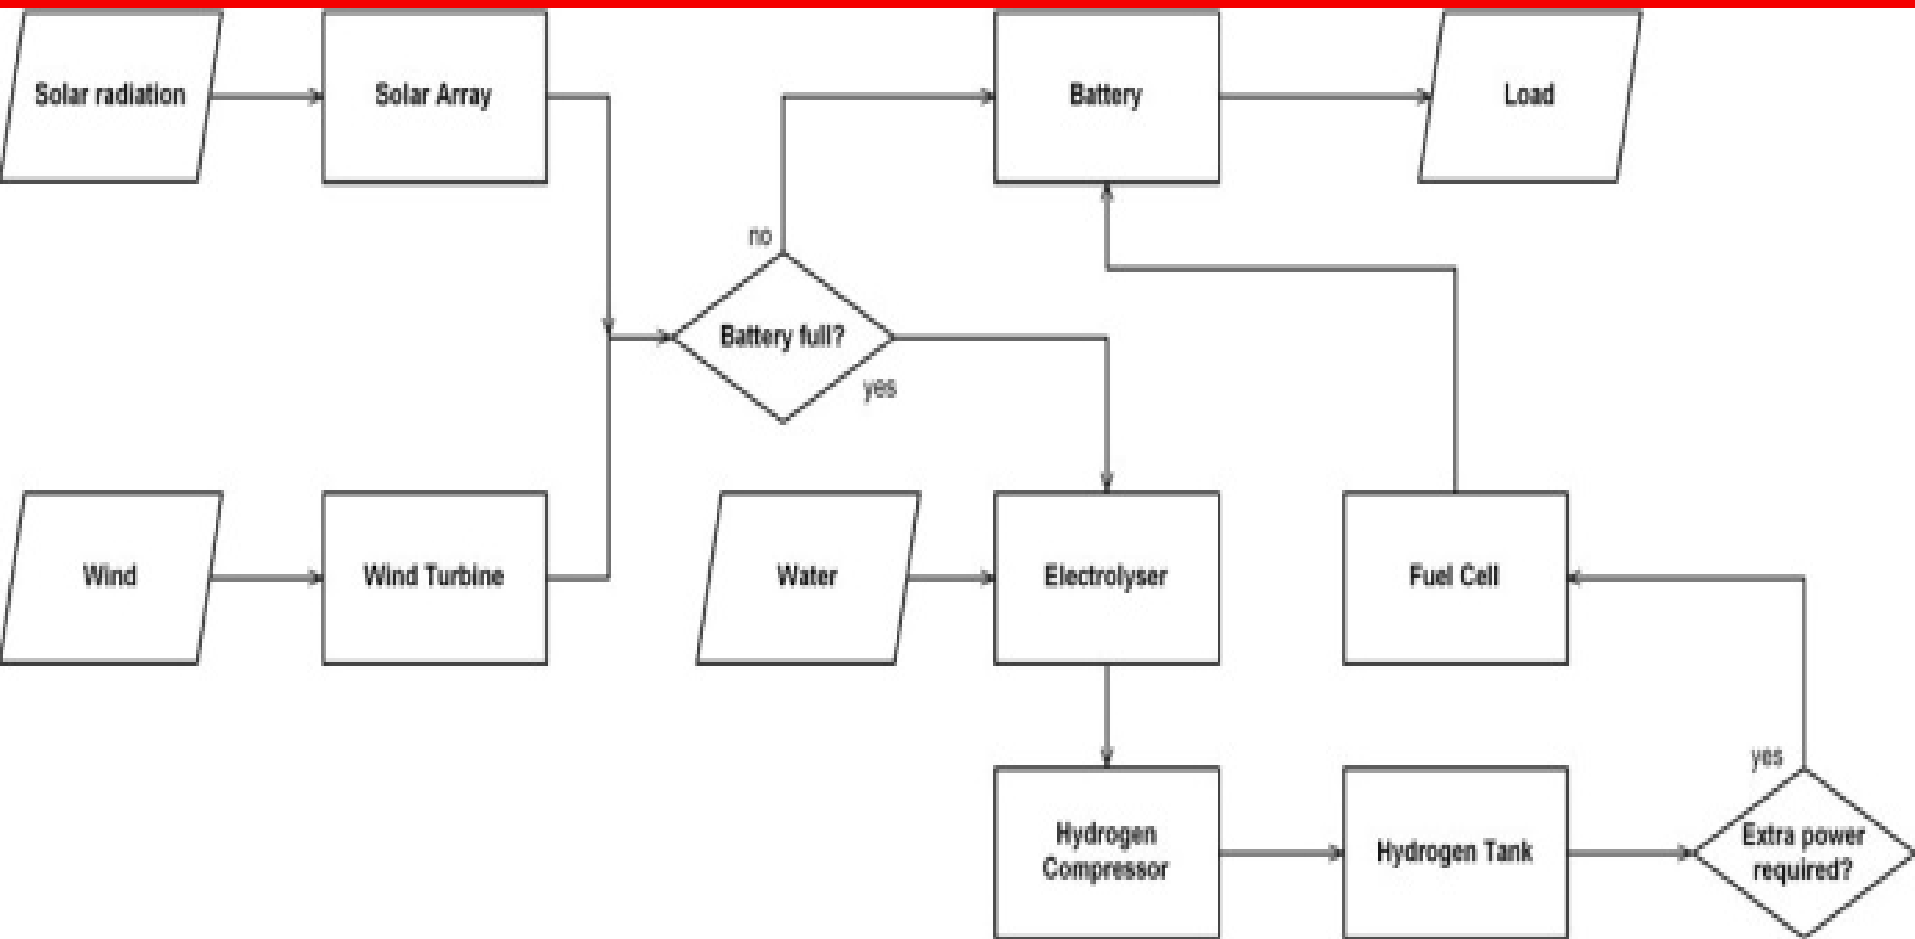 Solar radiation
Solar Array
Battery
Load
no
Battery full?
yes
Wind
Wind Turbine
Water
Electrolyser
Fuel Cell
yes
Hydrogen
Compressor
Hydrogen Tank
Extra power
required?